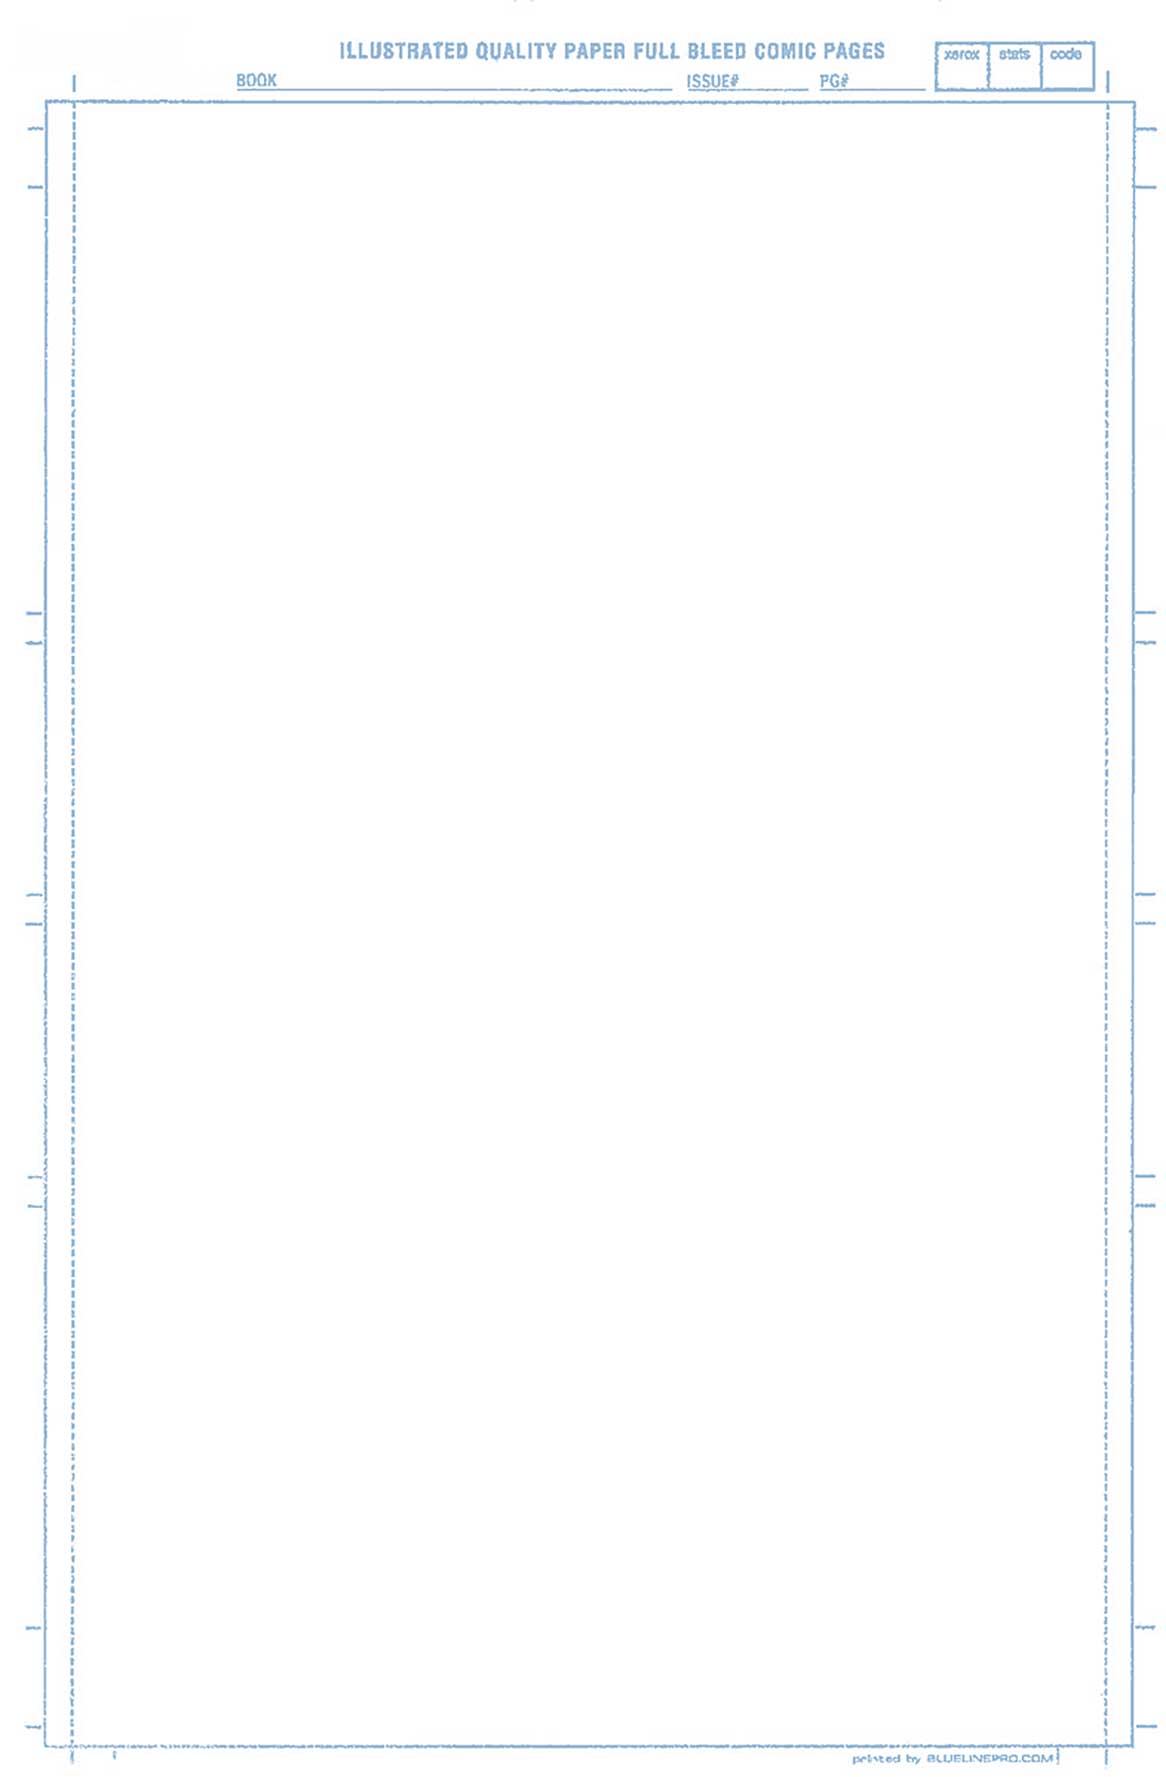 ILLUSTRATED QUALITY PAPER FULL BLEED COMIC PAGES
xerox stats code
BOOK ISSUE# PG#
printed by BLUELINEPRO.COM